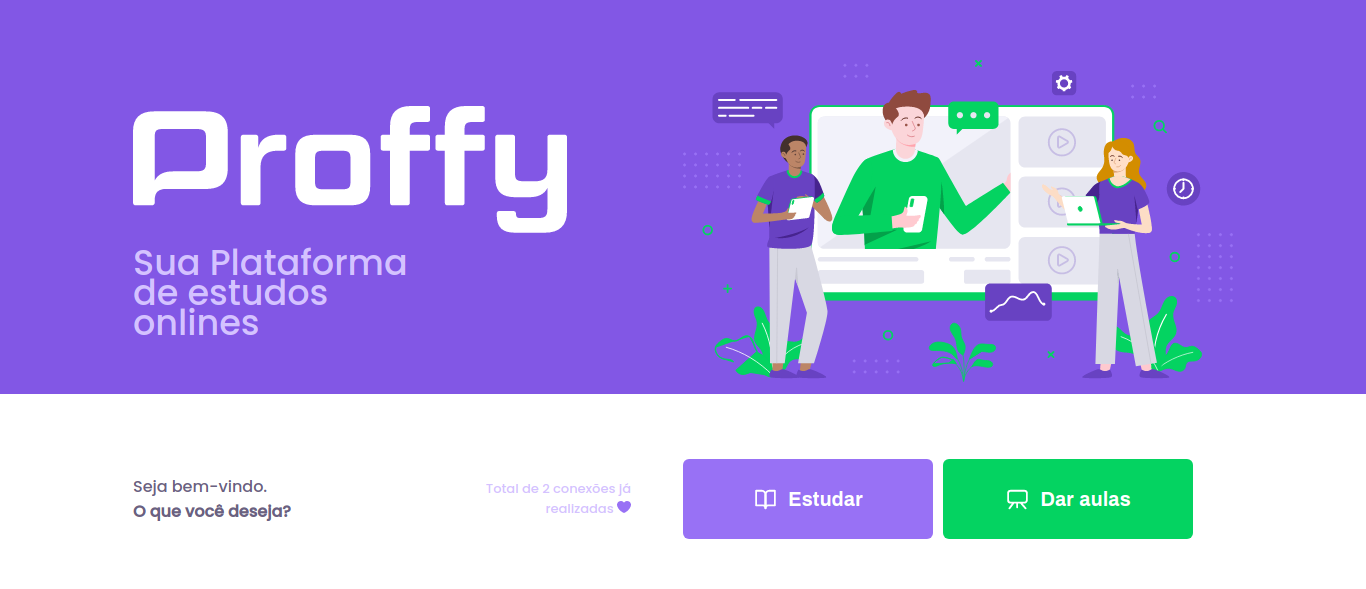 Proffy
Sua Plataforma
de estudos
onlines
Seja bem-vindo.
O que você deseja?
Total de 2 conexões já
realizadas
Estudar
Dar aulas